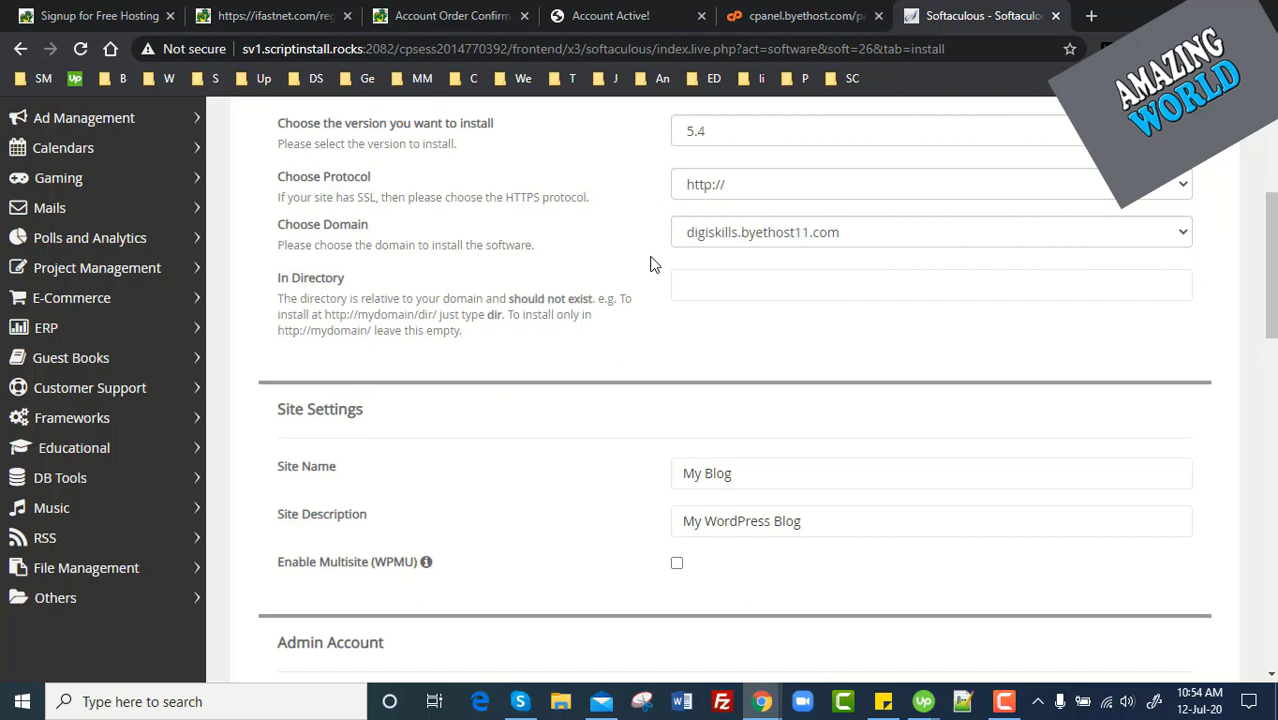 Signup for Free Hosting
https://ifastnet.com/reg
Account Order Confirm
Account Active!
cpanel.byethost.com/pa
Softaculous - Softaculo
Not secure
sv1.scriptinstall.rocks:2082/cpsess2014770392/frontend/x3/softaculous/index.live.php?act=software&soft=26&tab=install
SM
up
B
W
S
Up
DS
Ge
MM
C
We
T
J
An
ED
li
P
SC
AMAZING
WORLD
Ad Management
Calendars
Gaming
Mails
Polls and Analytics
Project Management
E-Commerce
ERP
Guest Books
Customer Support
Frameworks
Educational
DB Tools
Music
RSS
File Management
Others
Choose the version you want to install
Please select the version to install.
5.4
Choose Protocol
If your site has SSL, then please choose the HTTPS protocol.
http://
Choose Domain
Please choose the domain to install the software.
digiskills.byethost11.com
In Directory
The directory is relative to your domain and should not exist. e.g. To
install at http://mydomain/dir/ just type dir. To install only in
http://mydomain/ leave this empty.
Site Settings
Site Name
My Blog
Site Description
My WordPress Blog
Enable Multisite (WPMU)
Admin Account
Type here to search
10:54 AM
12-Jul-20